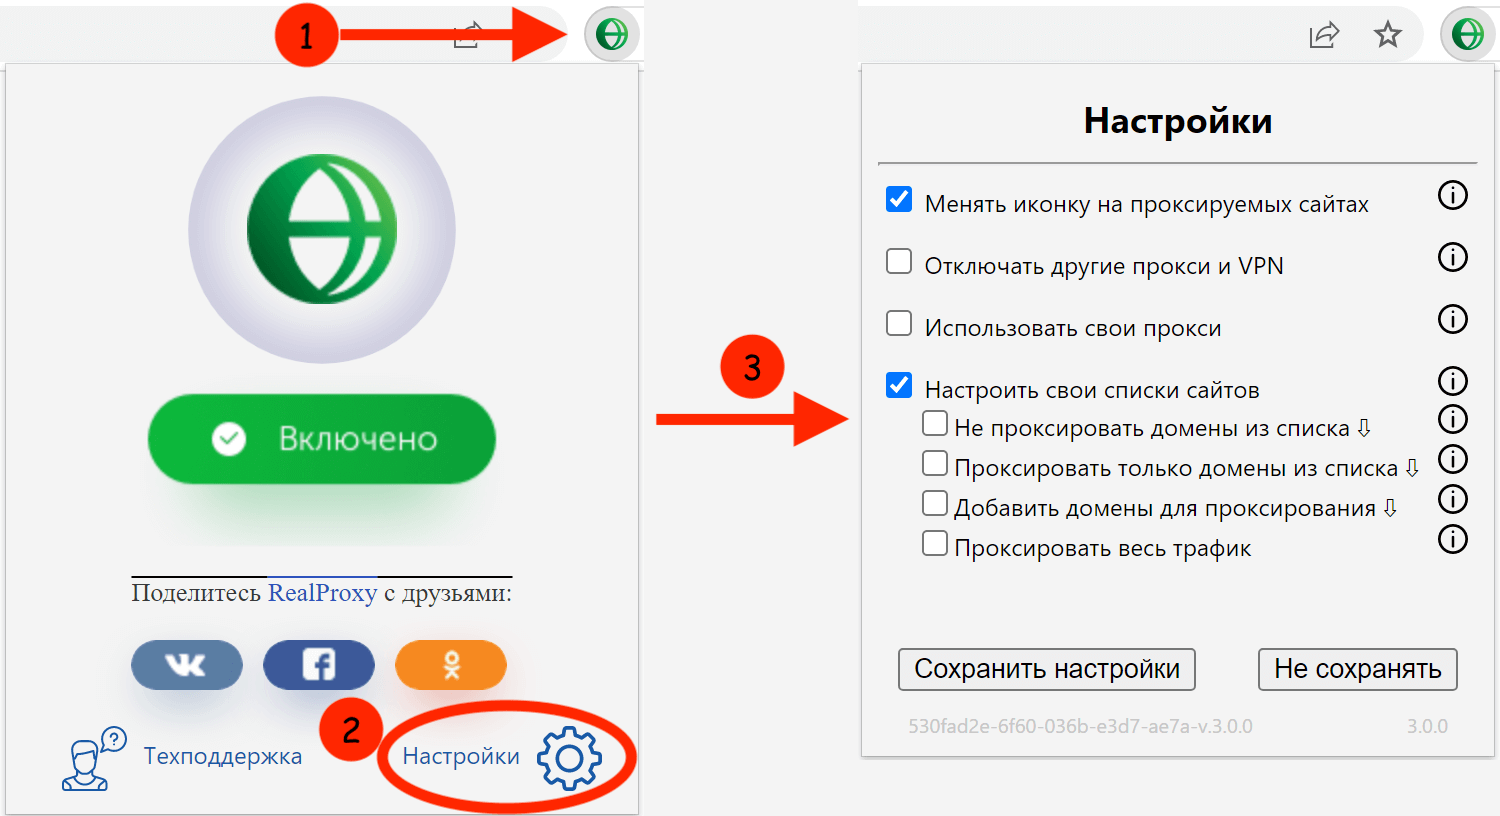 1
Включено
Поделитесь RealProxy с друзьями:
2
Техподдержка
Настройки
3
Настройки
Менять иконку на проксируемых сайтах
Отключать другие прокси и VPN
Использовать свои прокси
Настроить свои списки сайтов
Не проксировать домены из списка ⇩
Проксировать только домены из списка ⇩
Добавить домены для проксирования ⇩
Проксировать весь трафик
Сохранить настройки
Не сохранять
530fad2e-6f60-036b-e3d7-ae7a-v.3.0.0
3.0.0